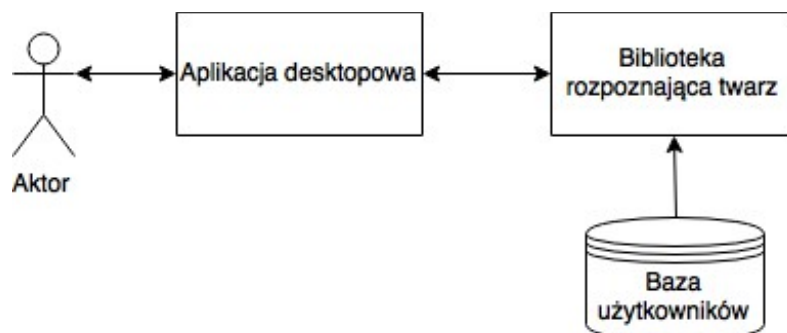 Aplikacja desktopowa
Biblioteka
rozpoznająca twarz
Aktor
Baza
użytkowników